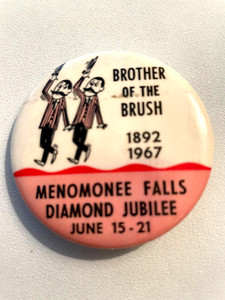 BROTHER
OF THE
BRUSH
1892
1967
MENOMONEE FALLS
DIAMOND JUBILEE
JUNE 15-21